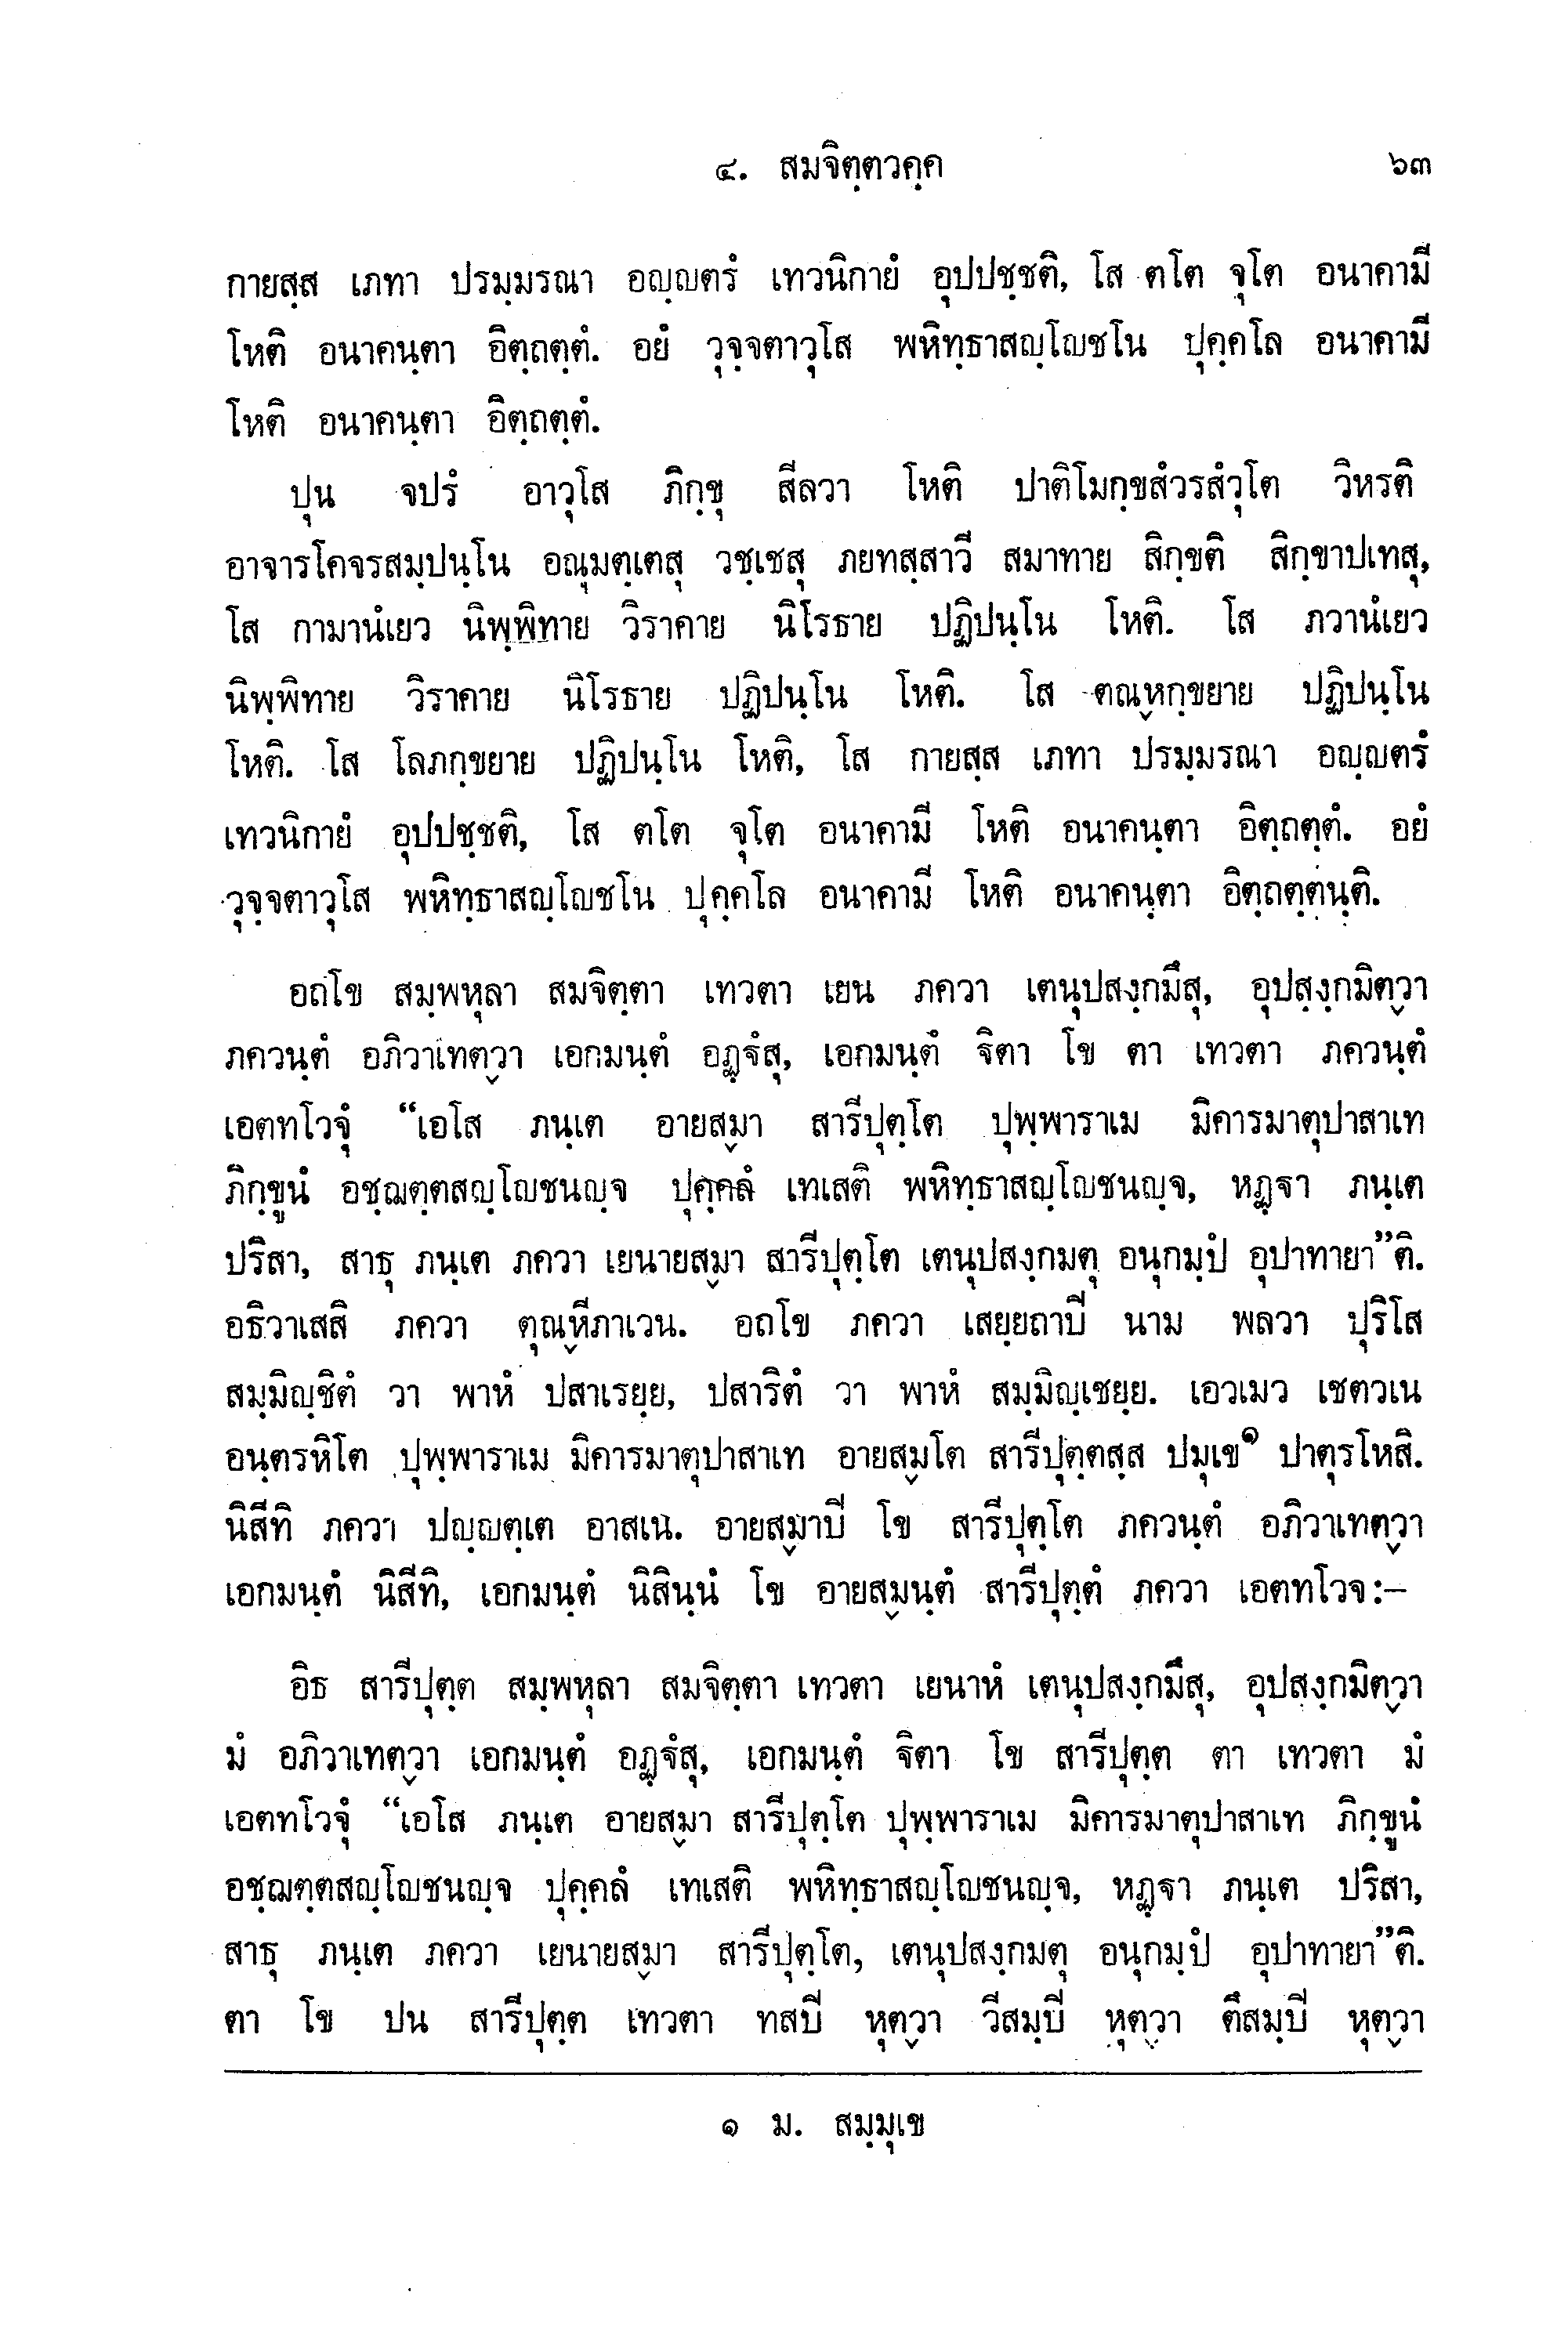 ๔. สมจิตฺตวคฺค ๖๓
กายสฺส เภทา ปรมฺมรณา อญฺญตรํ เทวนิกายํ อุปปชฺชติ, โส ตโต จุโต อนาคามี
โหติ อนาคนฺตา อิตฺถตฺตํ. อยํ วุจฺจตาวุโส พหิทฺธาสญฺโญชโน ปุคฺคโล อนาคามี
โหติ อนาคนฺตา อิตฺถตฺตํ.
ปุน จปรํ อาวุโส ภิกฺขุ สีลวา โหติ ปาติโมกฺขสํวรสํวุโต วิหรติ
อาจารโคจรสมฺปนฺโน อณุมตฺเตสุ วชฺเชสุ ภยทสฺสาวี สมาทาย สิกฺขติ สิกฺขาปเทสุ,
โส กามานํเยว นิพฺพิทาย วิราคาย นิโรธาย ปฏิปนฺโน โหติ. โส ภวานํเยว
นิพฺพิทาย วิราคาย นิโรธาย ปฏิปนฺโน โหติ. โส ตณฺหกฺขยาย ปฏิปนฺโน
โหติ. โส โลภกฺขยาย ปฏิปนฺโน โหติ, โส กายสฺส เภทา ปรมฺมรณา อญฺญตรํ
เทวนิกายํ อุปปชฺชติ, โส ตโต จุโต อนาคามี โหติ อนาคนฺตา อิตฺถตฺตํ. อยํ
วุจฺจตาวุโส พหิทฺธาสญฺโญชโน ปุคฺคโล อนาคามี โหติ อนาคนฺตา อิตฺถตฺตนฺติ.
อถโข สมฺพหุลา สมจิตฺตา เทวตา เยน ภควา เตนุปสงฺกมึสุ, อุปสงฺกมิตฺวา
ภควนฺตํ อภิวาเทตฺวา เอกมนฺตํ อฏฺฐํสุ, เอกมนฺตํ ฐิตา โข ตา เทวตา ภควนฺตํ
เอตทโวจุํ “เอโส ภนฺเต อายสฺมา สารีปุตฺโต ปุพฺพาราเม มิคารมาตุปาสาเท
ภิกฺขูนํ อชฺฌตฺตสญฺโญชนญฺจ ปุคฺคลํ เทเสติ พหิทฺธาสญฺโญชนญฺจ, หฏฺฐา ภนฺเต
ปริสา, สาธุ ภนฺเต ภควา เยนายสฺมา สารีปุตฺโต เตนุปสงฺกมตุ อนุกมฺปํ อุปาทายา”ติ.
อธิวาเสสิ ภควา ตุณฺหีภาเวน. อถโข ภควา เสยฺยถาปิ นาม พลวา ปุริโส
สมฺมิญฺชิตํ วา พาหํ ปสาเรยฺย, ปสาริตํ วา พาหํ สมฺมิญฺเชยฺย. เอวเมว เชตวเน
อนฺตรหิโต ปุพฺพาราเม มิคารมาตุปาสาเท อายสฺมโต สารีปุตฺตสฺส ปมุเข๑ ปาตุรโหสิ.
นิสีทิ ภควา ปญฺญตฺเต อาสเน. อายสฺมาปิ โข สารีปุตฺโต ภควนฺตํ อภิวาเทตฺวา
เอกมนฺตํ นิสีทิ, เอกมนฺตํ นิสินฺนํ โข อายสฺมนฺตํ สารีปุตฺตํ ภควา เอตทโวจ:–
อิธ สารีปุตฺต สมฺพหุลา สมจิตฺตา เทวตา เยนาหํ เตนุปสงฺกมึสุ, อุปสงฺกมิตฺวา
มํ อภิวาเทตฺวา เอกมนฺตํ อฏฺฐํสุ, เอกมนฺตํ ฐิตา โข สารีปุตฺต ตา เทวตา มํ
เอตทโวจุํ “เอโส ภนฺเต อายสฺมา สารีปุตฺโต ปุพฺพาราเม มิคารมาตุปาสาเท ภิกฺขูนํ
อชฺฌตฺตสญฺโญชนญฺจ ปุคฺคลํ เทเสติ พหิทฺธาสญฺโญชนญฺจ, หฏฺฐา ภนฺเต ปริสา,
สาธุ ภนฺเต ภควา เยนายสฺมา สารีปุตฺโต, เตนุปสงฺกมตุ อนุกมฺปํ อุปาทายา”ติ.
ตา โข ปน สารีปุตฺต เทวตา ทสปิ หุตฺวา วีสมฺปิ หุตฺวา ตึสมฺปิ หุตฺวา
๑ ม. สมฺมุเข